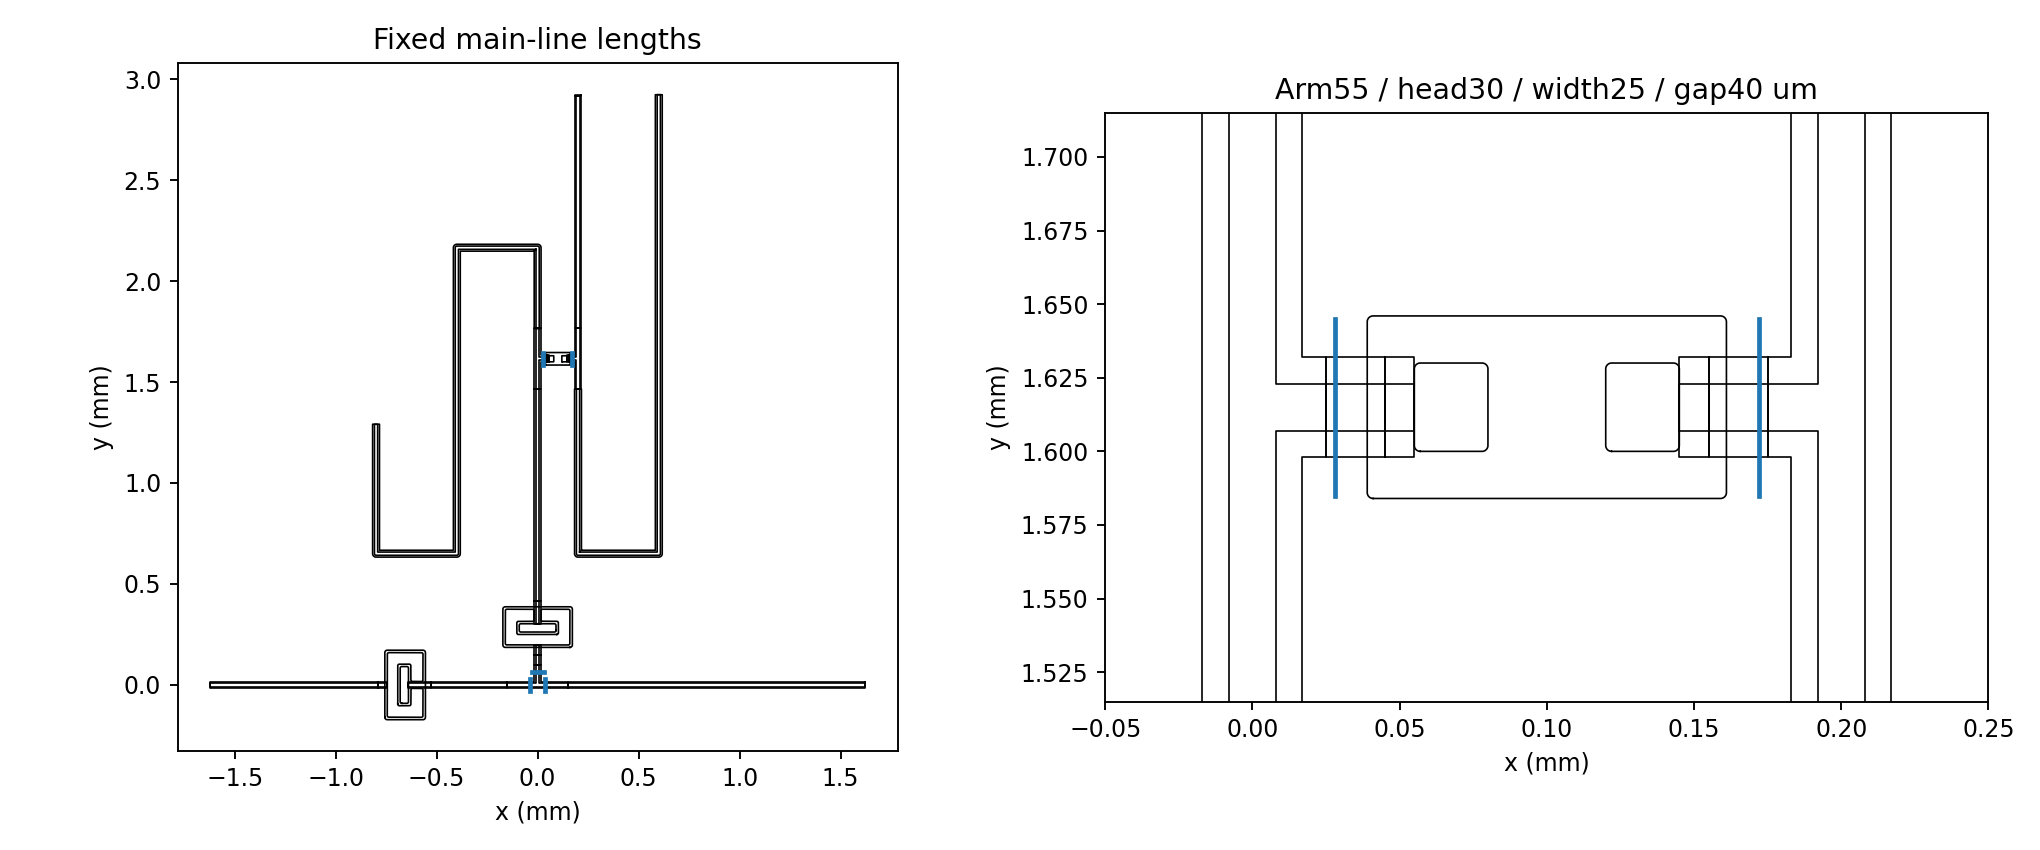 Fixed main-line lengths
3.0
2.5
2.0
1.5
1.0
0.5
0.0
y (mm)
−1.5 −1.0 −0.5 0.0 0.5 1.0 1.5
x (mm)
Arm55 / head30 / width25 / gap40 um
1.700
1.675
1.650
1.625
1.600
1.575
1.550
1.525
y (mm)
−0.05 0.00 0.05 0.10 0.15 0.20 0.25
x (mm)